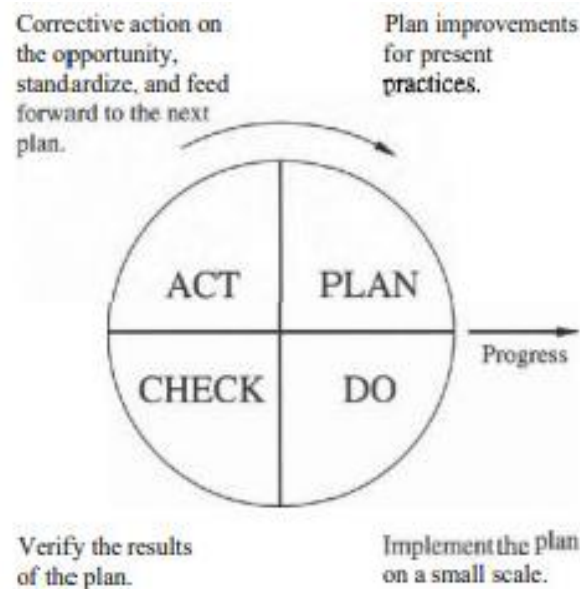 Corrective action on
the opportunity,
standardize, and feed
forward to the next
plan.
Plan improvements
for present
practices.
ACT
PLAN
Progress
CHECK
DO
Verify the results
of the plan.
Implement the plan
on a small scale.